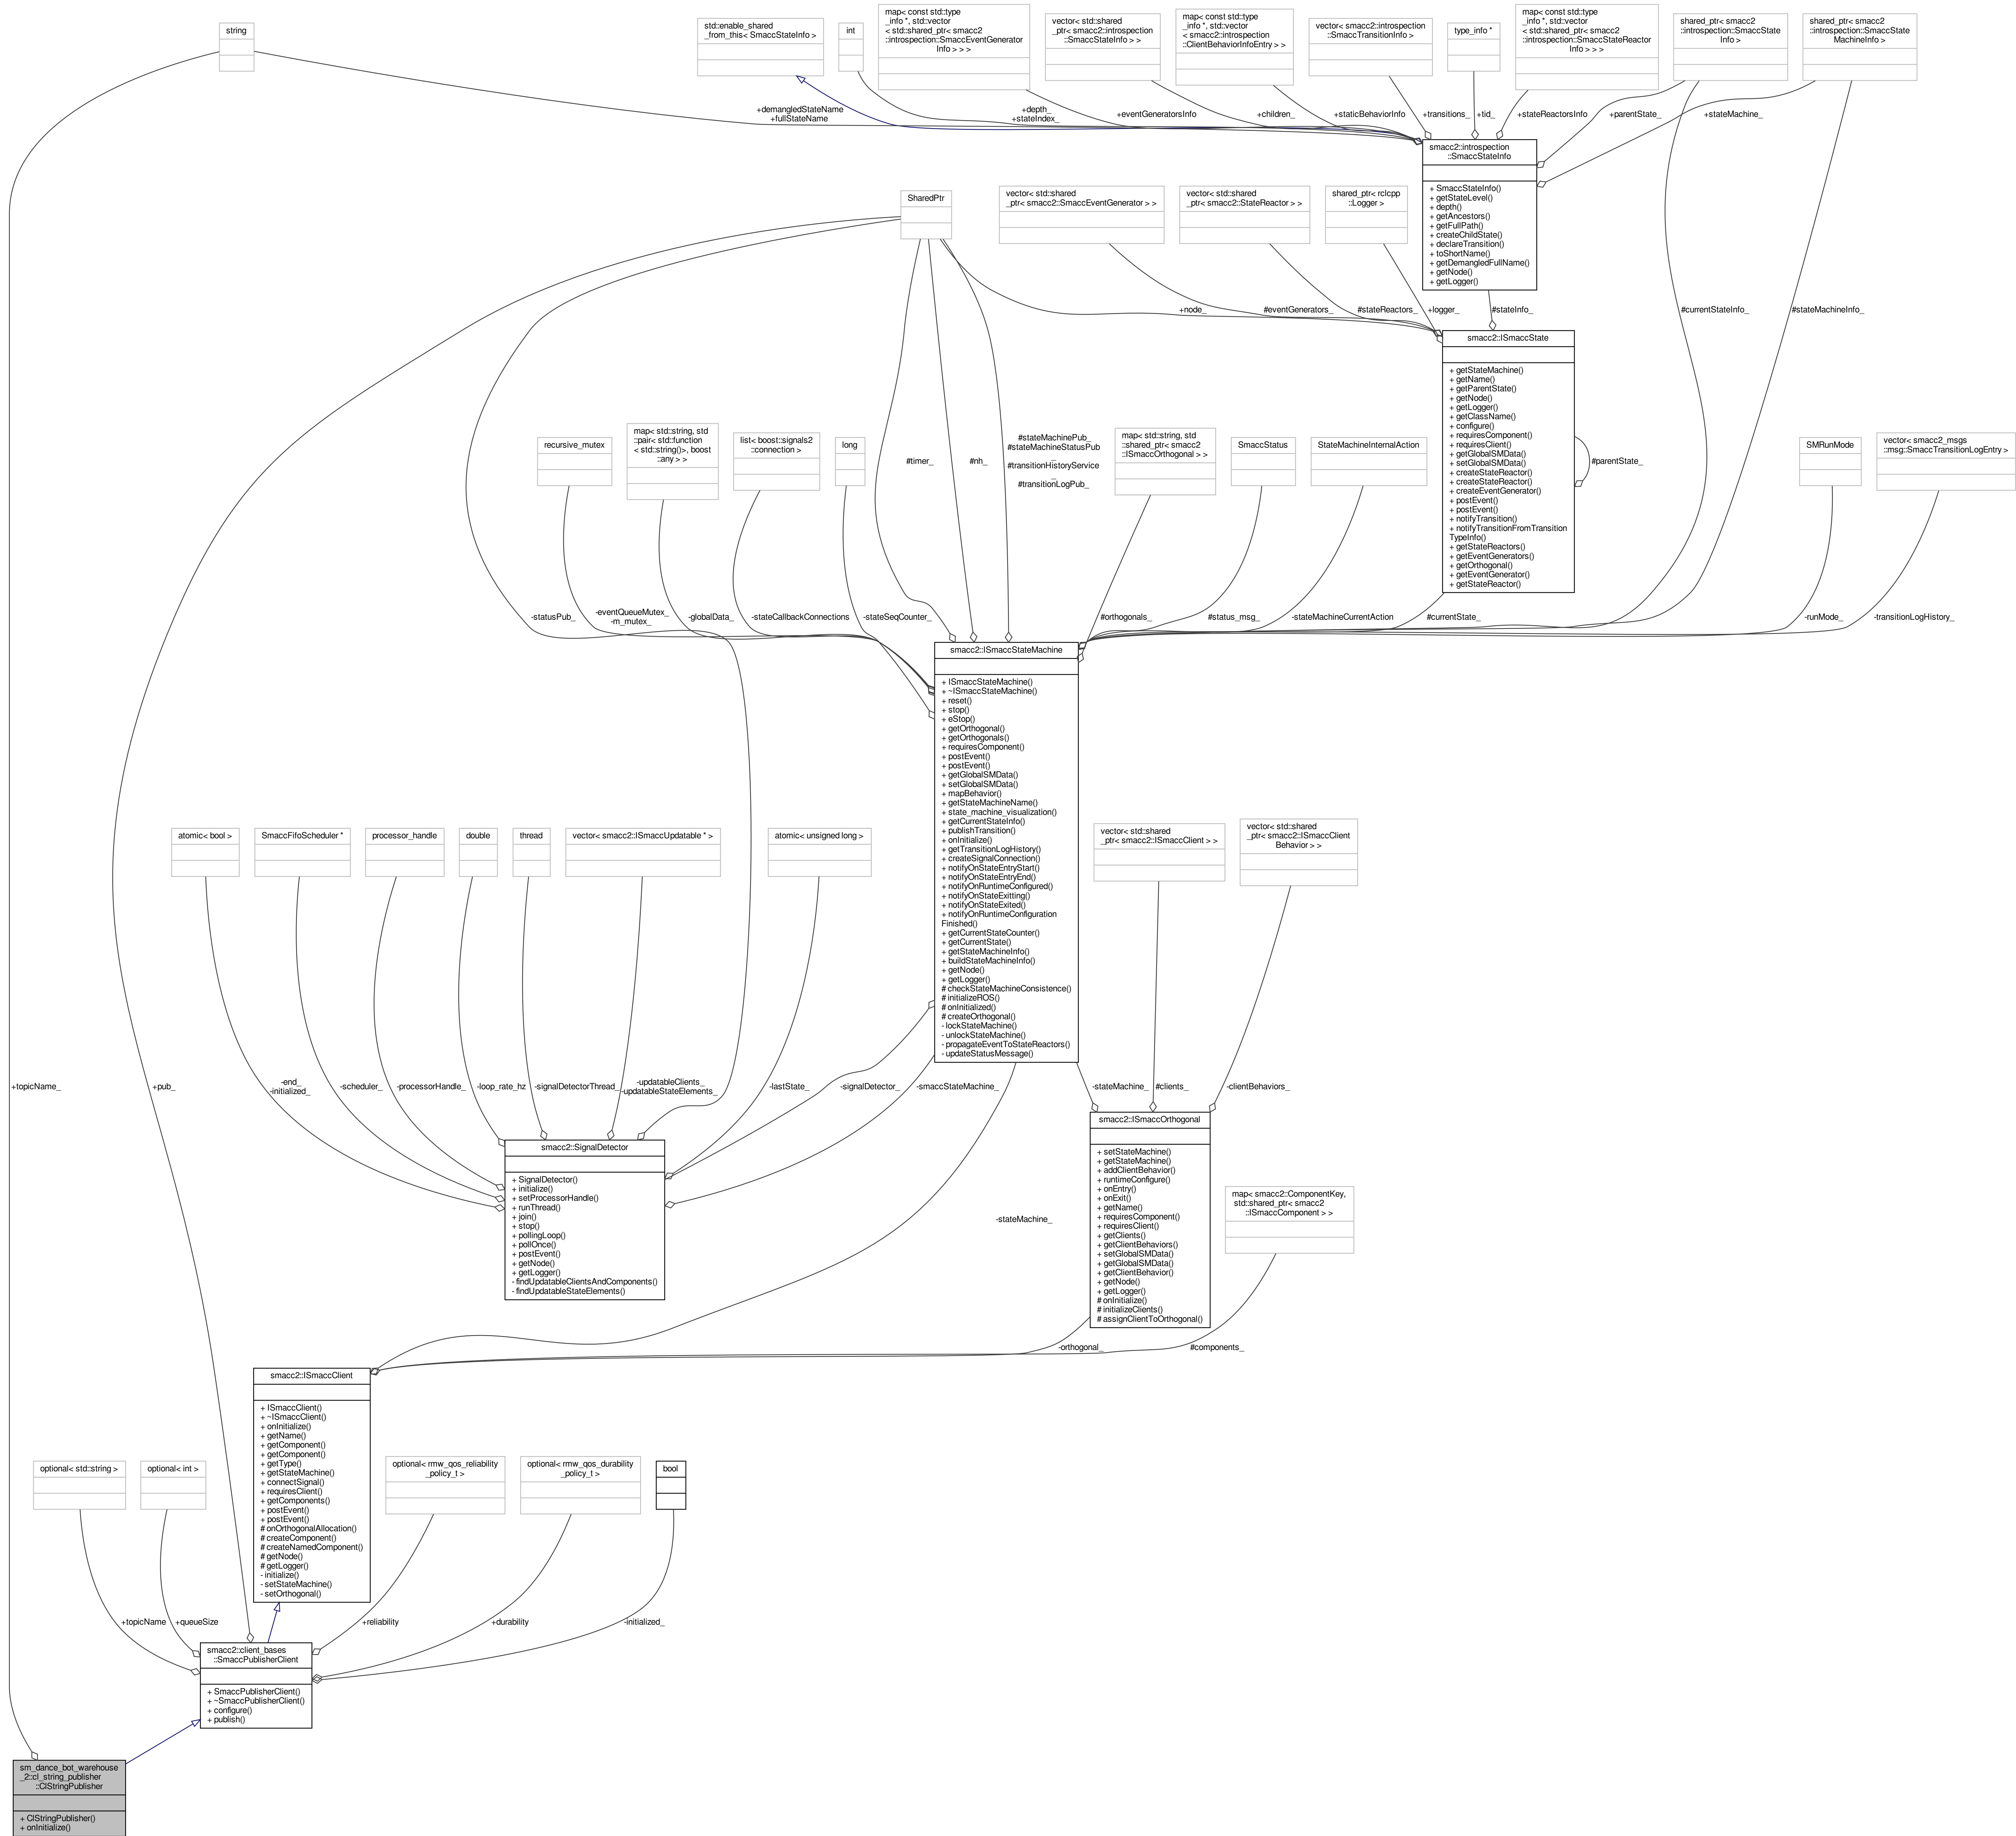 string
std::enable_shared
_from_this< SmaccStateInfo >
int
map< const std::type
_info *, std::vector
< std::shared_ptr< smacc2
::introspection::SmaccEventGenerator
Info > > >
vector< std::shared
_ptr< smacc2::introspection
::SmaccStateInfo > >
map< const std::type
_info *, std::vector
< smacc2::introspection
::ClientBehaviorInfoEntry > >
vector< smacc2::introspection
::SmaccTransitionInfo >
type_info *
map< const std::type
_info *, std::vector
< std::shared_ptr< smacc2
::introspection::SmaccStateReactor
Info > > >
shared_ptr< smacc2
::introspection::SmaccState
Info >
shared_ptr< smacc2
::introspection::SmaccState
MachineInfo >
+demangledStateName
+fullStateName
+depth_
+stateIndex_
+eventGeneratorsInfo
+children_
+staticBehaviorInfo
+transitions_
+tid_
+stateReactorsInfo
+parentState_
+stateMachine_
smacc2::introspection
::SmaccStateInfo
+ SmaccStateInfo()
+ getStateLevel()
+ depth()
+ getAncestors()
+ getFullPath()
+ createChildState()
+ declareTransition()
+ toShortName()
+ getDemangledFullName()
+ getNode()
+ getLogger()
SharedPtr
vector< std::shared
_ptr< smacc2::SmaccEventGenerator > >
vector< std::shared
_ptr< smacc2::StateReactor > >
shared_ptr< rclcpp
::Logger >
+node_
#eventGenerators_
#stateReactors_
+logger_
#stateInfo_
#currentStateInfo_
#stateMachineInfo_
smacc2::ISmaccState
+ getStateMachine()
+ getName()
+ getParentState()
+ getNode()
+ getLogger()
+ getClassName()
+ configure()
+ requiresComponent()
+ requiresClient()
+ getGlobalSMData()
+ setGlobalSMData()
+ createStateReactor()
+ createStateReactor()
+ createEventGenerator()
+ postEvent()
+ postEvent()
+ notifyTransition()
+ notifyTransitionFromTransition
TypeInfo()
+ getStateReactors()
+ getEventGenerators()
+ getOrthogonal()
+ getEventGenerator()
+ getStateReactor()
#parentState_
recursive_mutex
map< std::string, std
::pair< std::function
< std::string()>, boost
::any > >
list< boost::signals2
::connection >
long
#timer_
#nh_
#stateMachinePub_
#stateMachineStatusPub
_
#transitionHistoryService
_
#transitionLogPub_
map< std::string, std
::shared_ptr< smacc2
::ISmaccOrthogonal > >
SmaccStatus
StateMachineInternalAction
SMRunMode
vector< smacc2_msgs
::msg::SmaccTransitionLogEntry >
-statusPub_
-eventQueueMutex_
-m_mutex_
-globalData_
-stateCallbackConnections
-stateSeqCounter_
#orthogonals_
#status_msg_
-stateMachineCurrentAction
#currentState_
-runMode_
-transitionLogHistory_
smacc2::ISmaccStateMachine
+ ISmaccStateMachine()
+ ~ISmaccStateMachine()
+ reset()
+ stop()
+ eStop()
+ getOrthogonal()
+ getOrthogonals()
+ requiresComponent()
+ postEvent()
+ postEvent()
+ getGlobalSMData()
+ setGlobalSMData()
+ mapBehavior()
+ getStateMachineName()
+ state_machine_visualization()
+ getCurrentStateInfo()
+ publishTransition()
+ onInitialize()
+ getTransitionLogHistory()
+ createSignalConnection()
+ notifyOnStateEntryStart()
+ notifyOnStateEntryEnd()
+ notifyOnRuntimeConfigured()
+ notifyOnStateExitting()
+ notifyOnStateExited()
+ notifyOnRuntimeConfiguration
Finished()
+ getCurrentStateCounter()
+ getCurrentState()
+ getStateMachineInfo()
+ buildStateMachineInfo()
+ getNode()
+ getLogger()
# checkStateMachineConsistence()
# initializeROS()
# onInitialized()
# createOrthogonal()
- lockStateMachine()
- unlockStateMachine()
- propagateEventToStateReactors()
- updateStatusMessage()
atomic< bool >
SmaccFifoScheduler *
processor_handle
double
thread
vector< smacc2::ISmaccUpdatable * >
atomic< unsigned long >
vector< std::shared
_ptr< smacc2::ISmaccClient > >
vector< std::shared
_ptr< smacc2::ISmaccClient
Behavior > >
+topicName_
+pub_
-end_
-initialized_
-scheduler_
-processorHandle_
-loop_rate_hz
-signalDetectorThread_
-updatableClients_
-updatableStateElements_
-lastState_
-signalDetector_
-smaccStateMachine_
-stateMachine_
#clients_
-clientBehaviors_
smacc2::SignalDetector
+ SignalDetector()
+ initialize()
+ setProcessorHandle()
+ runThread()
+ join()
+ stop()
+ pollingLoop()
+ pollOnce()
+ postEvent()
+ getNode()
+ getLogger()
- findUpdatableClientsAndComponents()
- findUpdatableStateElements()
smacc2::ISmaccOrthogonal
+ setStateMachine()
+ getStateMachine()
+ addClientBehavior()
+ runtimeConfigure()
+ onEntry()
+ onExit()
+ getName()
+ requiresComponent()
+ requiresClient()
+ getClients()
+ getClientBehaviors()
+ setGlobalSMData()
+ getGlobalSMData()
+ getClientBehavior()
+ getNode()
+ getLogger()
# onInitialize()
# initializeClients()
# assignClientToOrthogonal()
map< smacc2::ComponentKey,
std::shared_ptr< smacc2
::ISmaccComponent > >
-stateMachine_
-orthogonal_
#components_
smacc2::ISmaccClient
+ ISmaccClient()
+ ~ISmaccClient()
+ onInitialize()
+ getName()
+ getComponent()
+ getComponent()
+ getType()
+ getStateMachine()
+ connectSignal()
+ requiresClient()
+ getComponents()
+ postEvent()
+ postEvent()
# onOrthogonalAllocation()
# createComponent()
# createNamedComponent()
# getNode()
# getLogger()
- initialize()
- setStateMachine()
- setOrthogonal()
optional< std::string >
optional< int >
optional< rmw_qos_reliability
_policy_t >
optional< rmw_qos_durability
_policy_t >
bool
+topicName
+queueSize
+reliability
+durability
-initialized_
smacc2::client_bases
::SmaccPublisherClient
+ SmaccPublisherClient()
+ ~SmaccPublisherClient()
+ configure()
+ publish()
sm_dance_bot_warehouse
_2::cl_string_publisher
::ClStringPublisher
+ ClStringPublisher()
+ onInitialize()